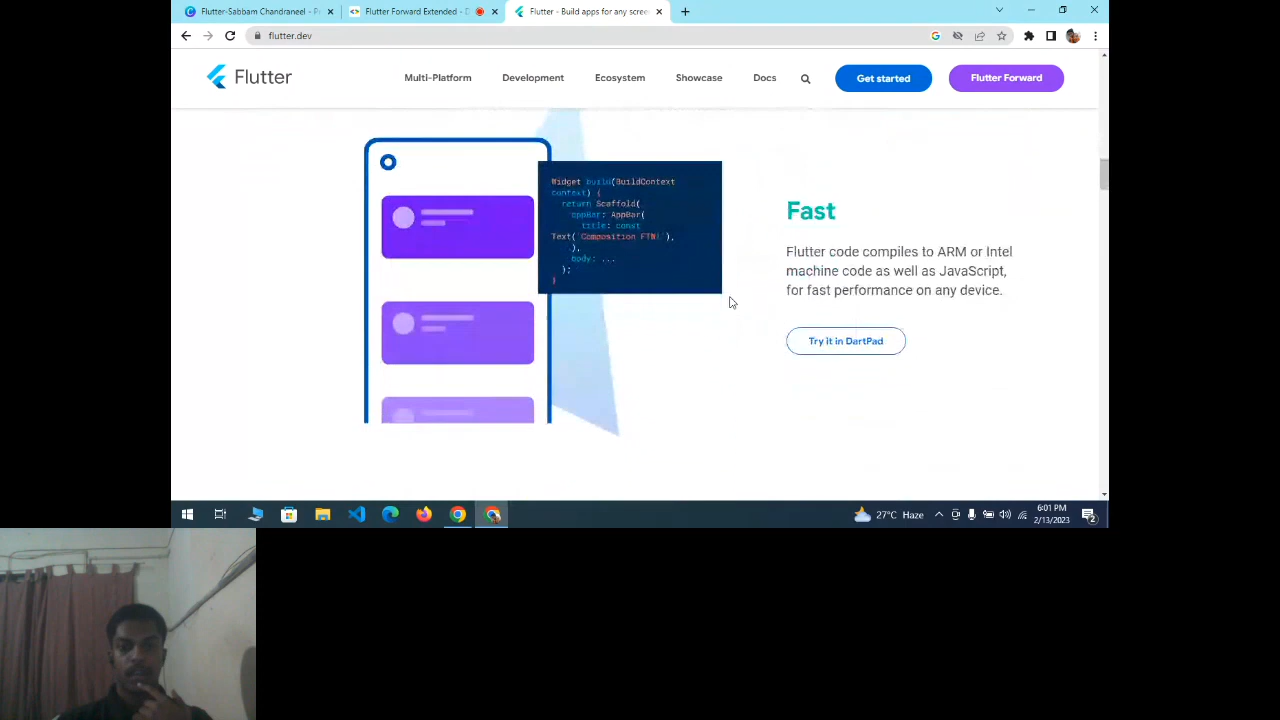 Flutter-Sabbam Chandraneel - Pr
Flutter Forward Extended - D
Flutter - Build apps for any scree
flutter.dev
Flutter
Multi-Platform
Development
Ecosystem
Showcase
Docs
Get started
Flutter Forward
Widget build(BuildContext
context) {
return Scaffold(
appBar: AppBar(
title: const
Text('Composition FTW!'),
),
body: ...
);
}
Fast
Flutter code compiles to ARM or Intel
machine code as well as JavaScript,
for fast performance on any device.
Try it in DartPad
27°C Haze
6:01 PM
2/13/2023
2